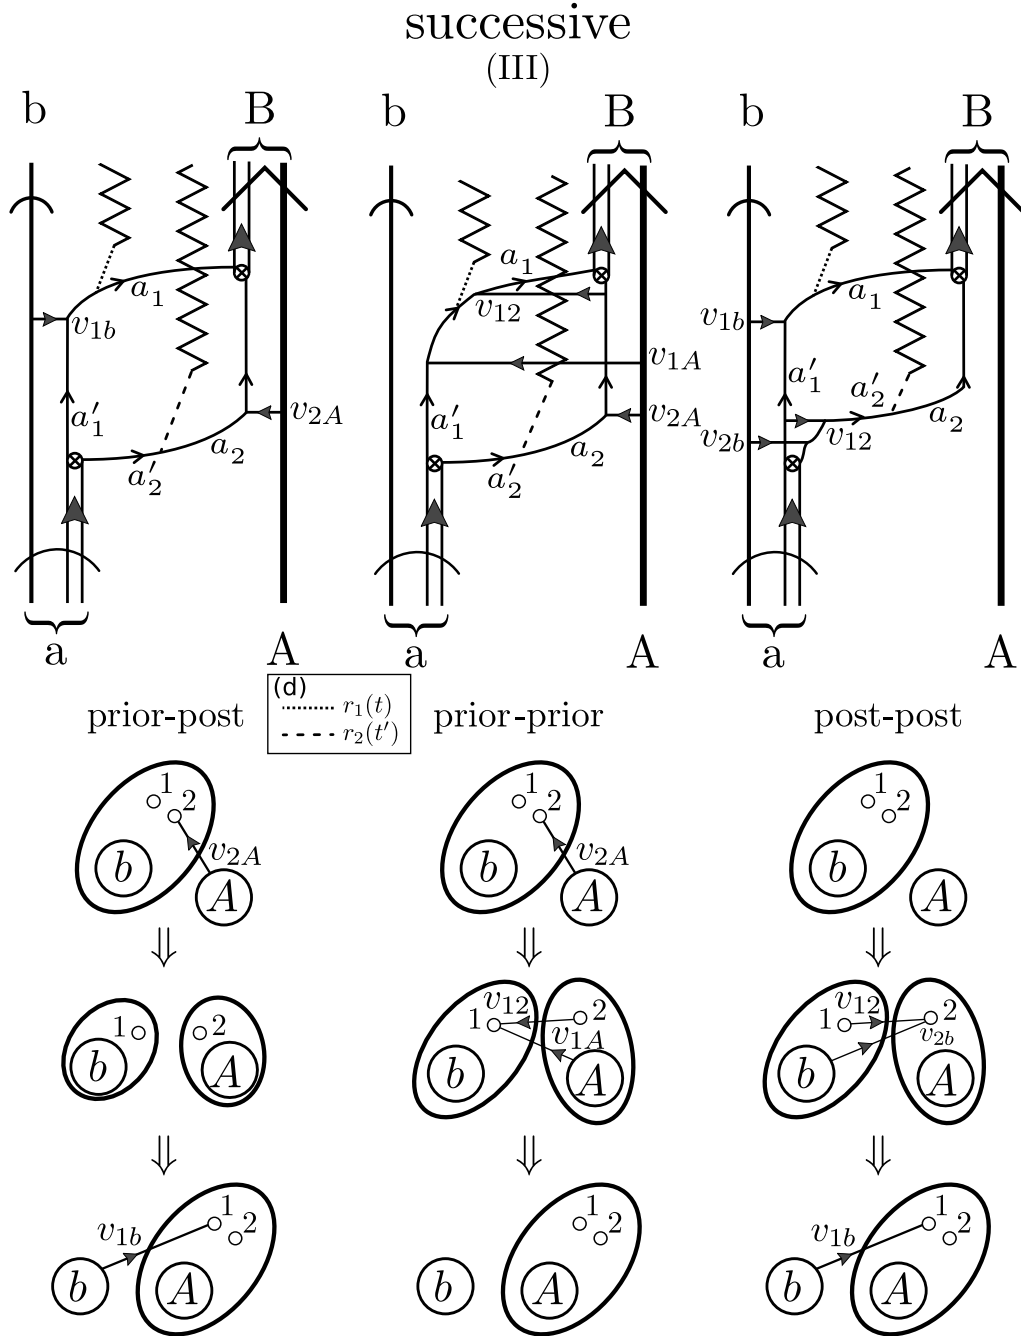 successive
(III)
b B b B b B
a₁
a₁ v₁₂ a₁
v₁b v₁b
v₁A
a₁′ a₂′
a₁′ v₂A a₁′ v₂A a₂
a₂ a₂ v₂b v₁₂
a₂′ a₂′
a A a A a A
(d)
r₁(t)
r₂(t′)
prior-post prior-prior post-post
1 2 1 2 1 2
b v₂A b v₂A b
A A A
⇓ ⇓ ⇓
1 2 1 v₁₂ 2 1 v₁₂ 2
v₁A v₂b
b A b A b A
⇓ ⇓ ⇓
1 2 1 2 1 2
v₁b v₁b
b A b A b A